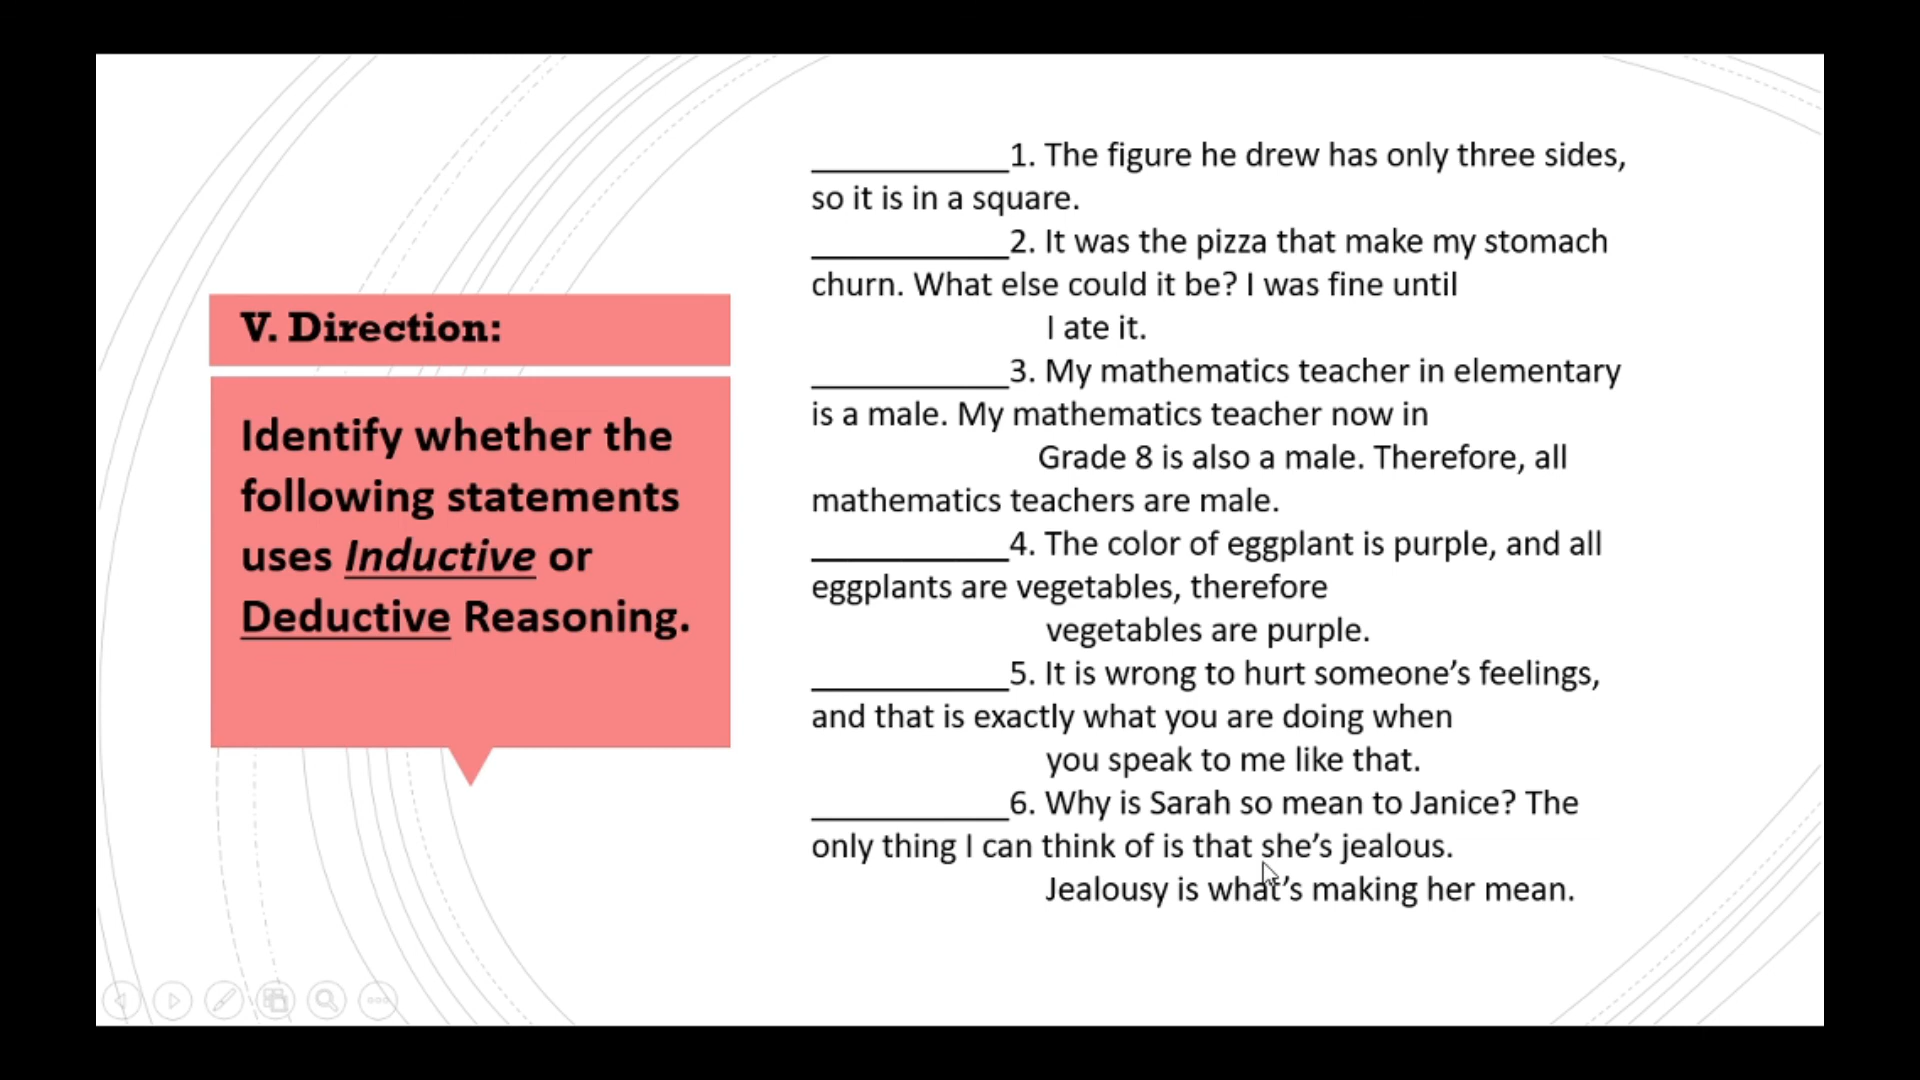 V. Direction:
Identify whether the
following statements
uses Inductive or
Deductive Reasoning.
____________1. The figure he drew has only three sides,
so it is in a square.
____________2. It was the pizza that make my stomach
churn. What else could it be? I was fine until
I ate it.
____________3. My mathematics teacher in elementary
is a male. My mathematics teacher now in
Grade 8 is also a male. Therefore, all
mathematics teachers are male.
____________4. The color of eggplant is purple, and all
eggplants are vegetables, therefore
vegetables are purple.
____________5. It is wrong to hurt someone’s feelings,
and that is exactly what you are doing when
you speak to me like that.
____________6. Why is Sarah so mean to Janice? The
only thing I can think of is that she’s jealous.
Jealousy is what’s making her mean.